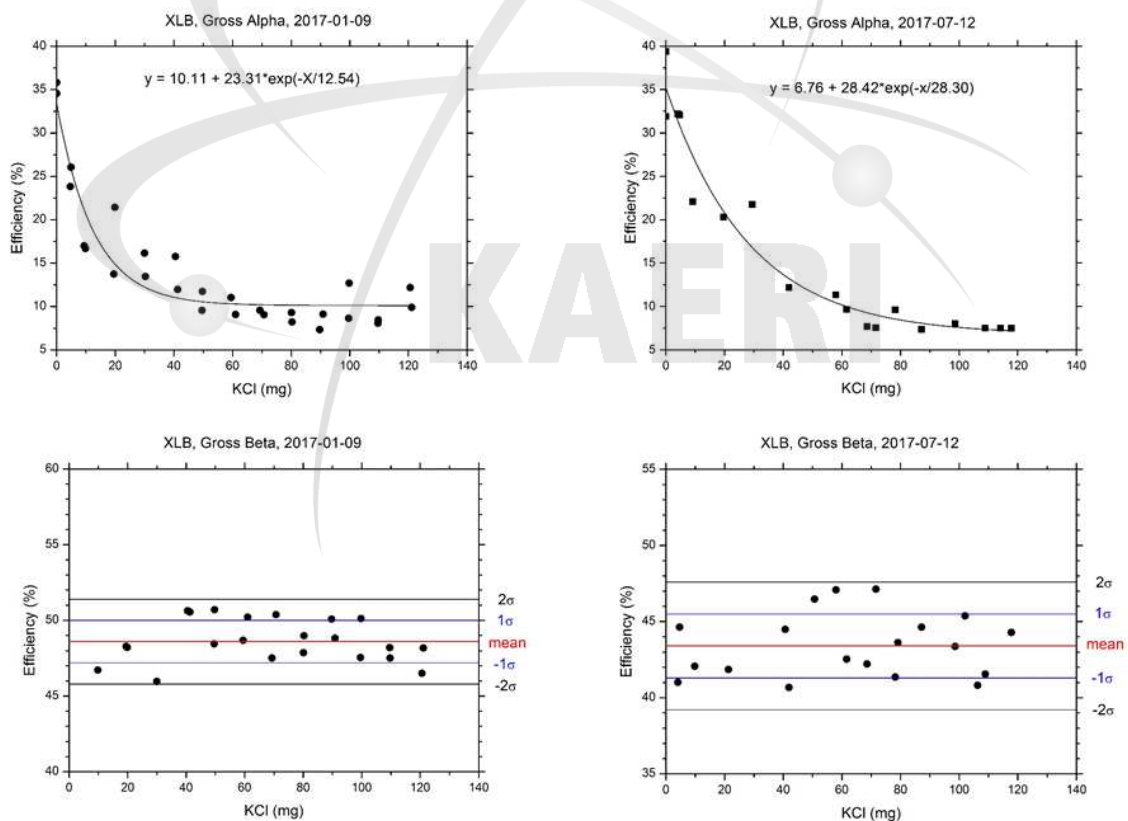 XLB, Gross Alpha, 2017-01-09
40
35
30
25
20
15
10
5
Efficiency (%)
y = 10.11 + 23.31*exp(-X/12.54)
0 20 40 60 80 100 120 140
KCl (mg)
XLB, Gross Alpha, 2017-07-12
40
35
30
25
20
15
10
5
Efficiency (%)
y = 6.76 + 28.42*exp(-x/28.30)
0 20 40 60 80 100 120 140
KCl (mg)
KAERI
XLB, Gross Beta, 2017-01-09
60
55
50
45
40
Efficiency (%)
2σ
1σ
mean
-1σ
-2σ
0 20 40 60 80 100 120 140
KCl (mg)
XLB, Gross Beta, 2017-07-12
55
50
45
40
35
Efficiency (%)
2σ
1σ
mean
-1σ
-2σ
0 20 40 60 80 100 120 140
KCl (mg)